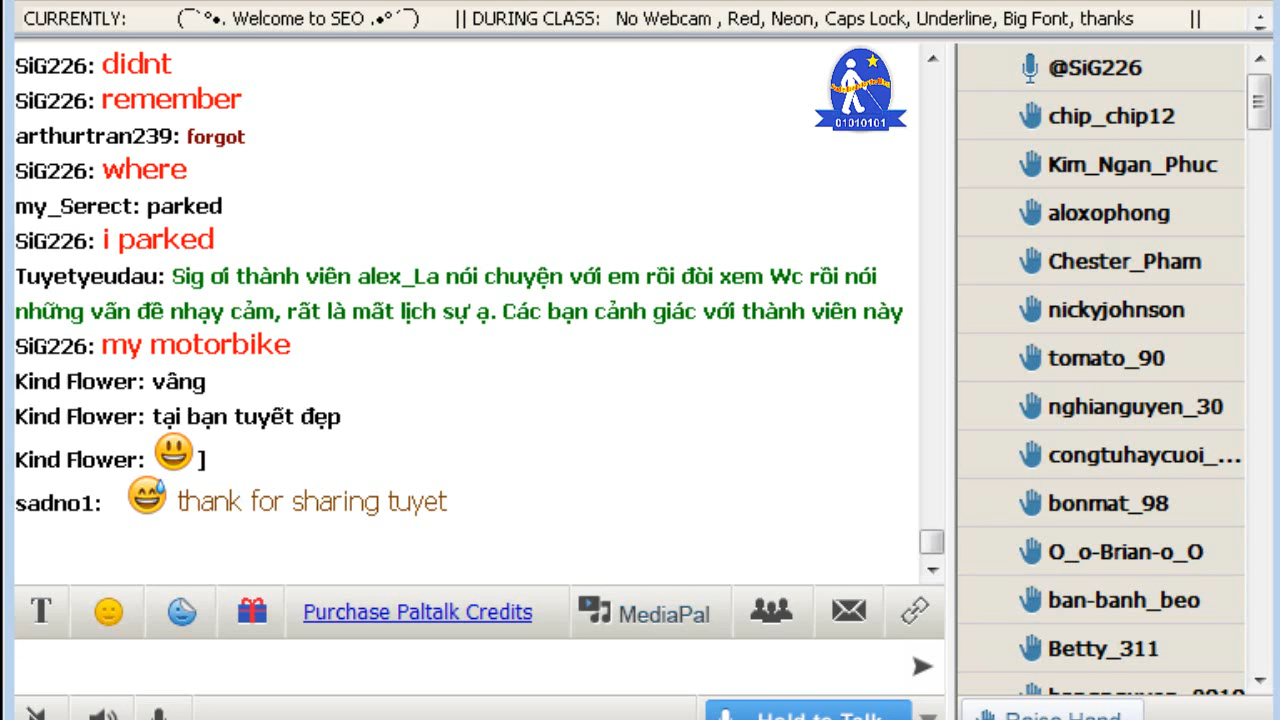 CURRENTLY: (¯`°•. Welcome to SEO .•°´¯) || DURING CLASS: No Webcam , Red, Neon, Caps Lock, Underline, Big Font, thanks ||
SiG226: didnt
SiG226: remember
arthurtran239: forgot
SiG226: where
my_Serect: parked
SiG226: i parked
Tuyetyeudau: Sig ơi thành viên alex_La nói chuyện với em rồi đòi xem Wc rồi nói
những vấn đề nhạy cảm, rất là mất lịch sự ạ. Các bạn cảnh giác với thành viên này
SiG226: my motorbike
Kind Flower: vâng
Kind Flower: tại bạn tuyết đẹp
Kind Flower: 😃 ]
sadno1: 😅 thank for sharing tuyet
01010101
@SiG226
chip_chip12
Kim_Ngan_Phuc
aloxophong
Chester_Pham
nickyjohnson
tomato_90
nghianguyen_30
congtuhaycuoi_...
bonmat_98
O_o-Brian-o_O
ban-banh_beo
Betty_311
T Purchase Paltalk Credits MediaPal
Hold to Talk
Raise Hand